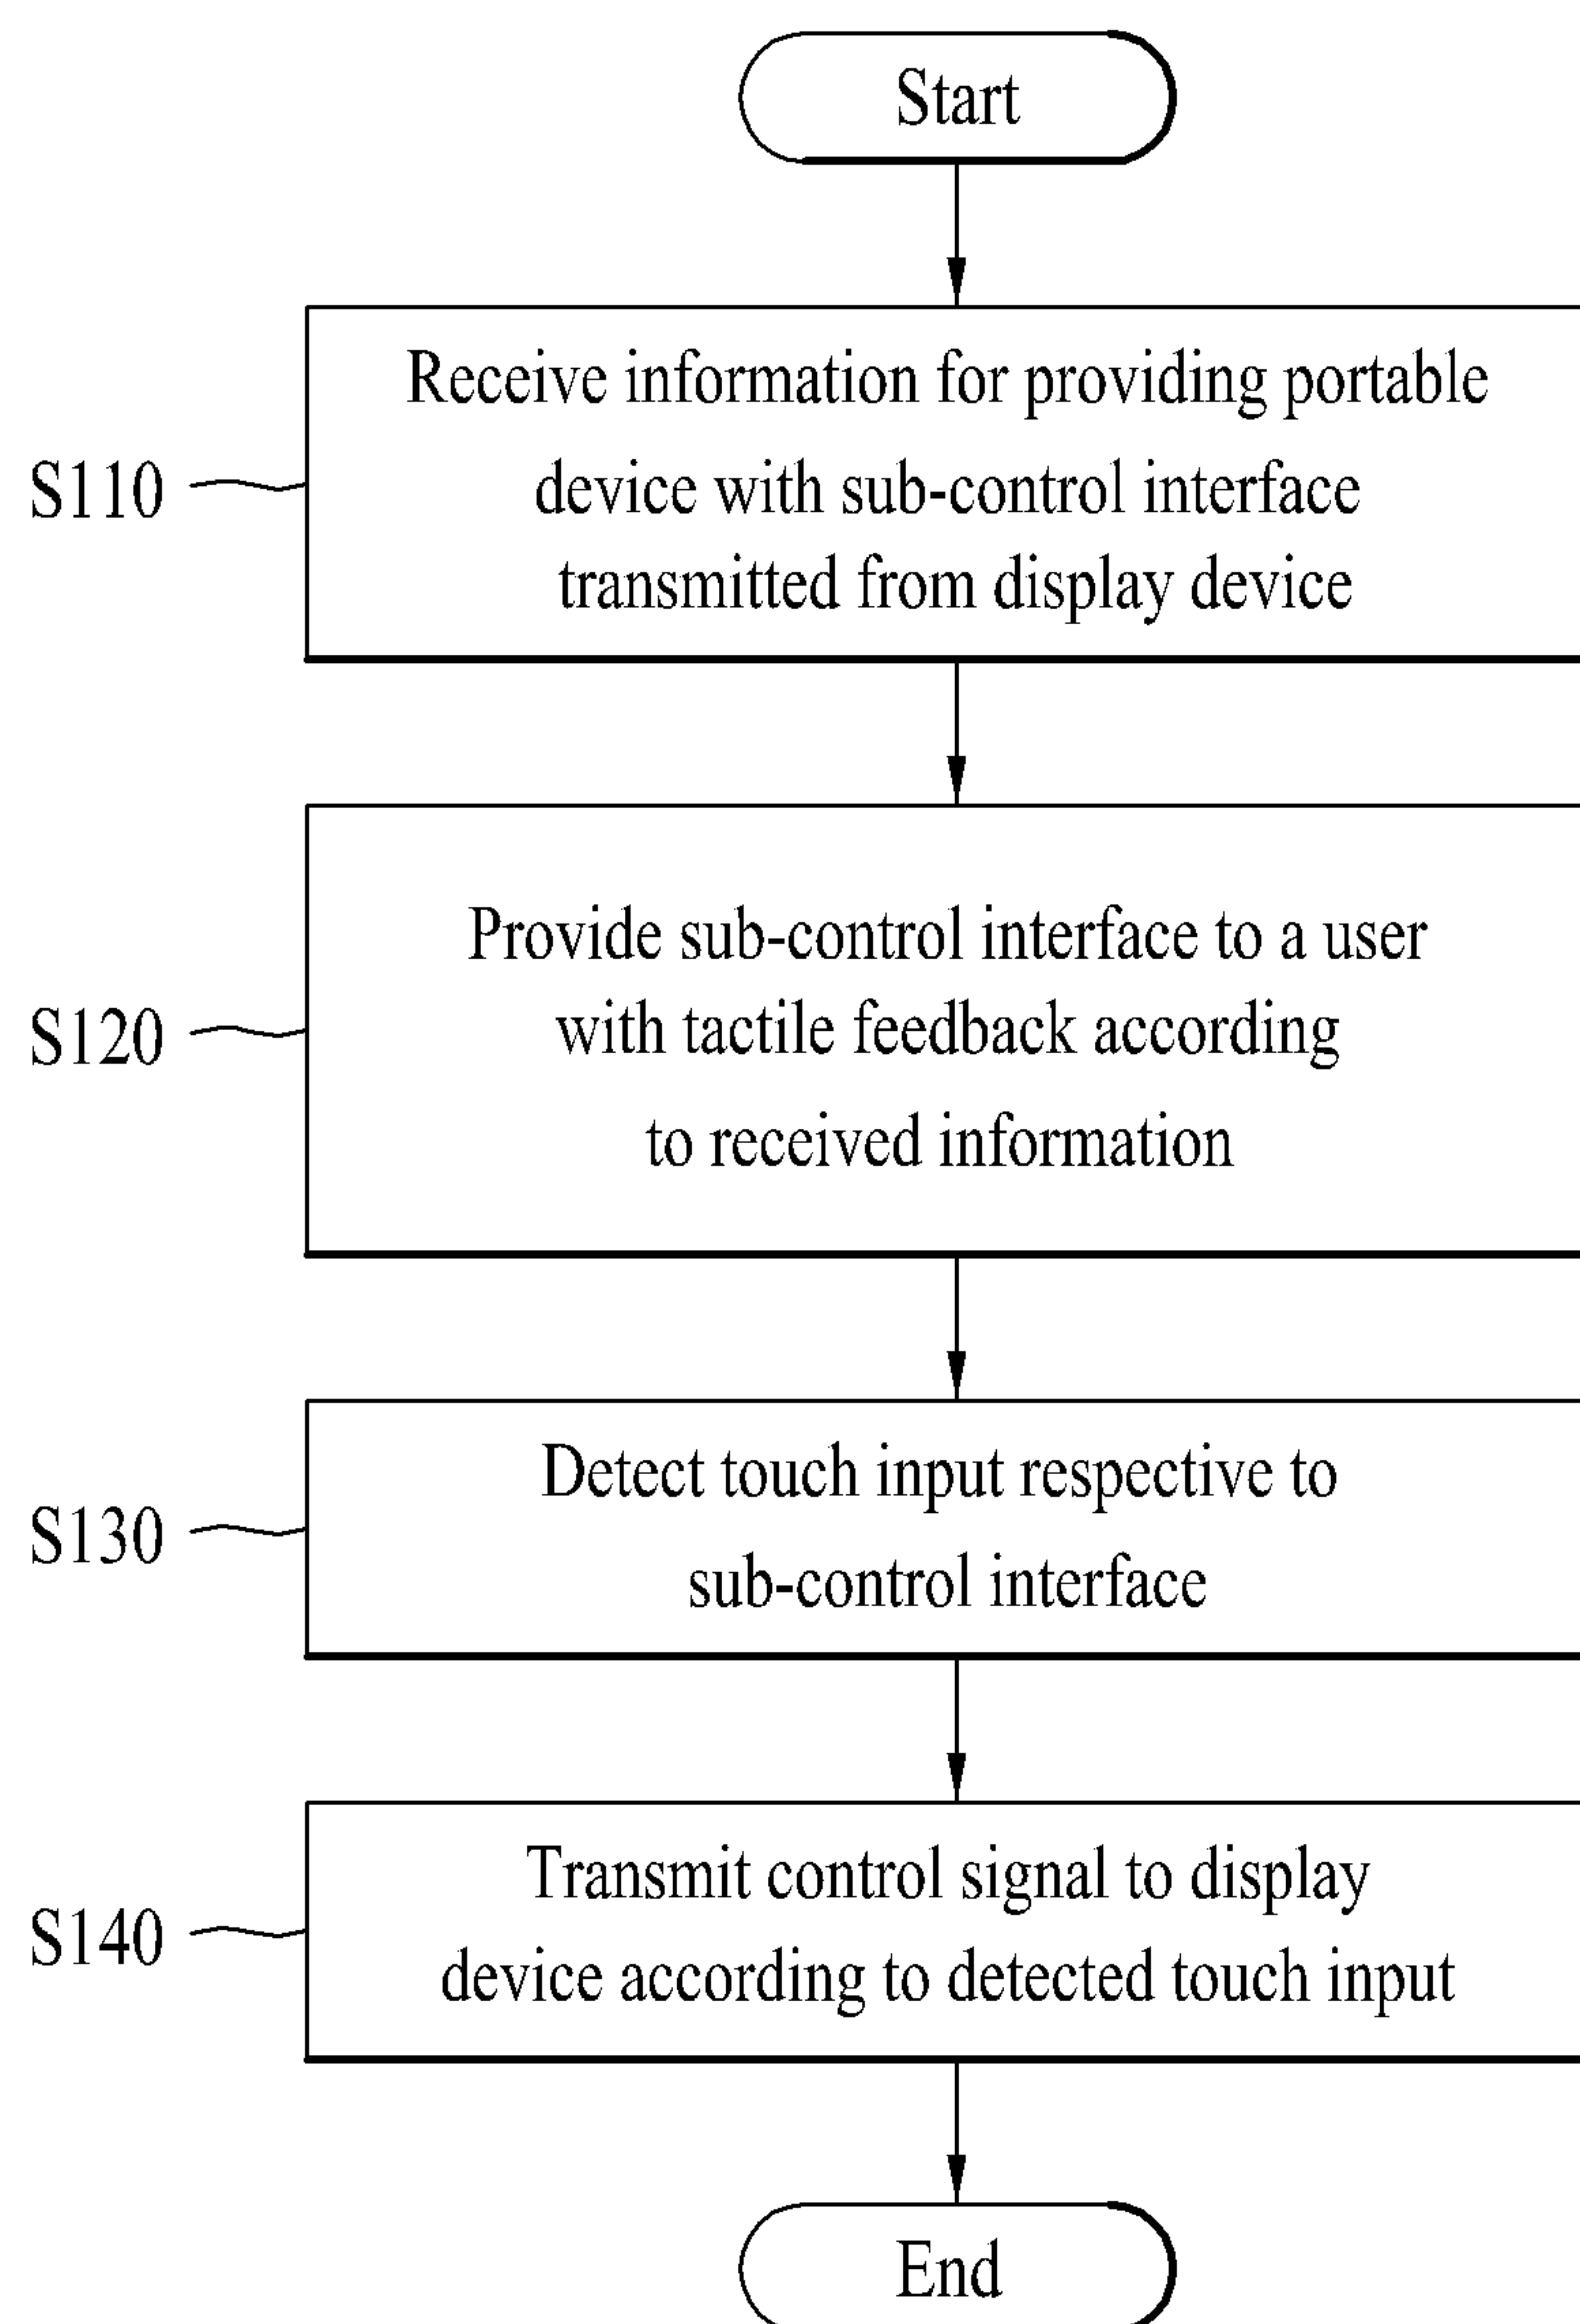 Start
Receive information for providing portable
S110
device with sub-control interface
transmitted from display device
Provide sub-control interface to a user
S120
with tactile feedback according
to received information
S130
Detect touch input respective to
sub-control interface
S140
Transmit control signal to display
device according to detected touch input
End